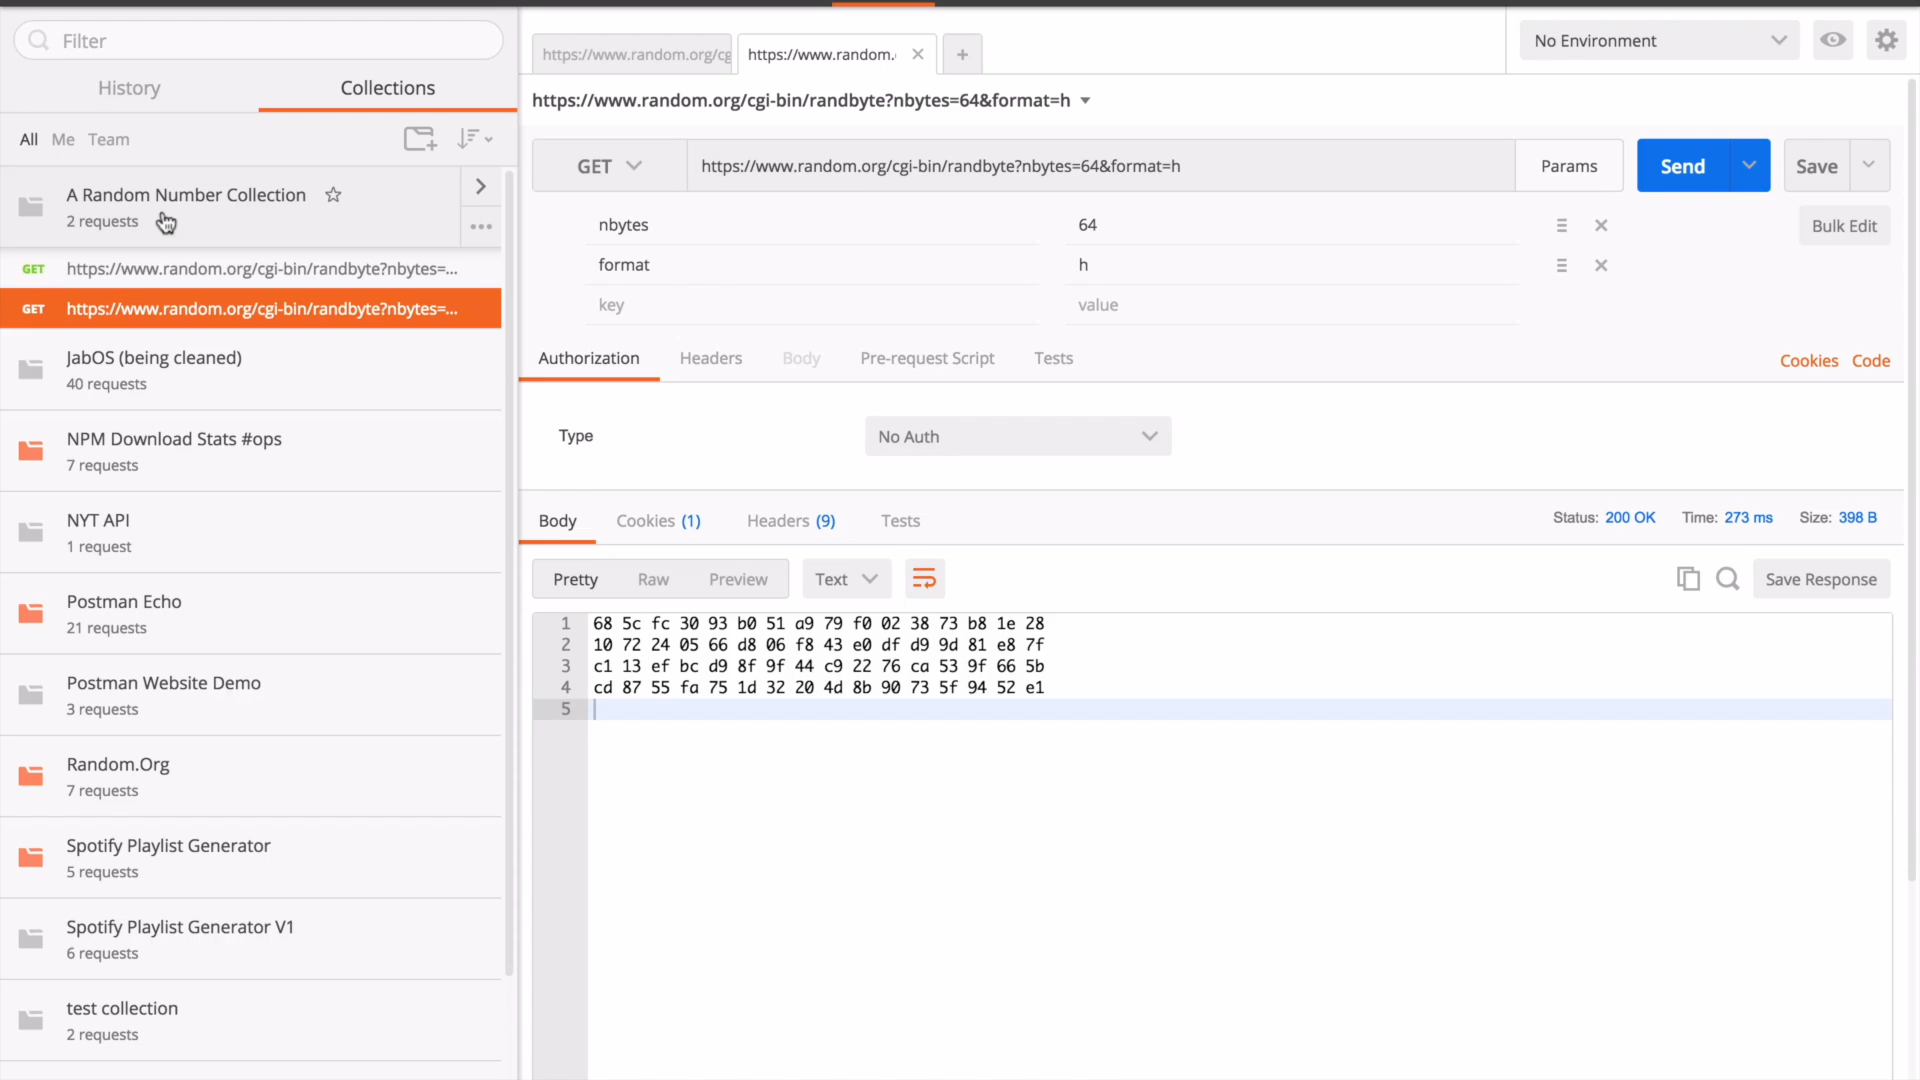 Filter
History
Collections
All Me Team
A Random Number Collection
2 requests
GET https://www.random.org/cgi-bin/randbyte?nbytes=...
GET https://www.random.org/cgi-bin/randbyte?nbytes=...
JabOS (being cleaned)
40 requests
NPM Download Stats #ops
7 requests
NYT API
1 request
Postman Echo
21 requests
Postman Website Demo
3 requests
Random.Org
7 requests
Spotify Playlist Generator
5 requests
Spotify Playlist Generator V1
6 requests
test collection
2 requests
https://www.random.org/cg
https://www.random.
No Environment
https://www.random.org/cgi-bin/randbyte?nbytes=64&format=h
GET https://www.random.org/cgi-bin/randbyte?nbytes=64&format=h Params Send Save
nbytes 64 Bulk Edit
format h
key value
Authorization Headers Body Pre-request Script Tests Cookies Code
Type No Auth
Body Cookies (1) Headers (9) Tests Status: 200 OK Time: 273 ms Size: 398 B
Pretty Raw Preview Text Save Response
1 68 5c fc 30 93 b0 51 a9 79 f0 02 38 73 b8 1e 28
2 10 72 24 05 66 d8 06 f8 43 e0 df d9 9d 81 e8 7f
3 c1 13 ef bc d9 8f 9f 44 c9 22 76 ca 53 9f 66 5b
4 cd 87 55 fa 75 1d 32 20 4d 8b 90 73 5f 94 52 e1
5